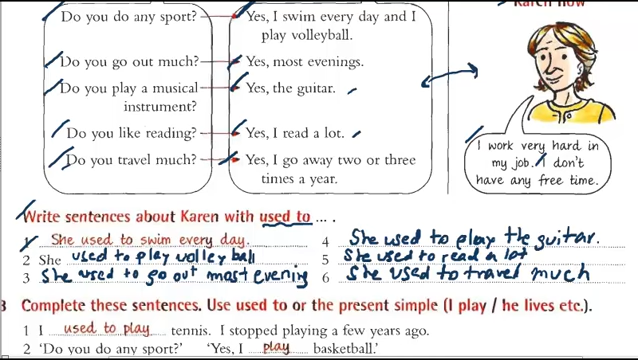 Karen now
Do you do any sport?
Yes, I swim every day and I
play volleyball.
Do you go out much?
Yes, most evenings.
Do you play a musical
instrument?
Yes, the guitar.
Do you like reading?
Yes, I read a lot.
Do you travel much?
Yes, I go away two or three
times a year.
I work very hard in
my job. I don't
have any free time.
Write sentences about Karen with used to ... .
1 She used to swim every day.
2 She used to play volley ball
3 She used to go out most evening
4 She used to play the guitar.
5 She used to read a lot
6 She used to travel much
3 Complete these sentences. Use used to or the present simple (I play / he lives etc.).
1 I used to play tennis. I stopped playing a few years ago.
2 'Do you do any sport?' 'Yes, I play basketball.'